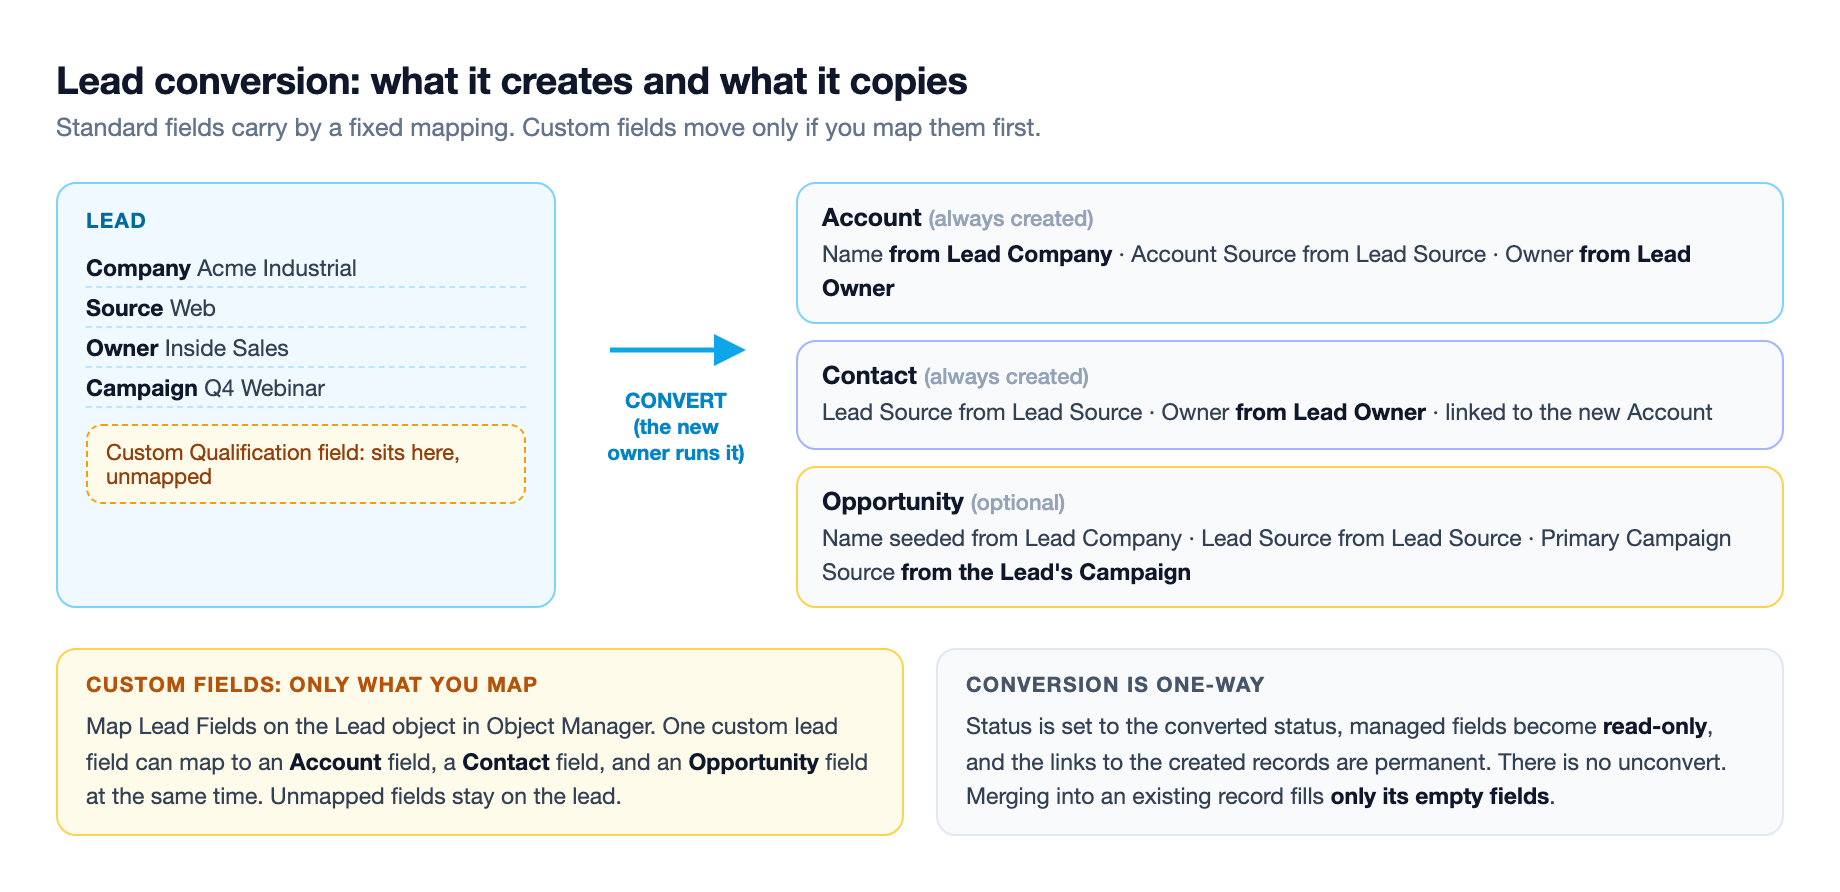 Lead conversion: what it creates and what it copies
Standard fields carry by a fixed mapping. Custom fields move only if you map them first.
LEAD
Company Acme Industrial
Source Web
Owner Inside Sales
Campaign Q4 Webinar
Custom Qualification field: sits here,
unmapped
CONVERT
(the new
owner runs it)
Account (always created)
Name from Lead Company · Account Source from Lead Source · Owner from Lead
Owner
Contact (always created)
Lead Source from Lead Source · Owner from Lead Owner · linked to the new Account
Opportunity (optional)
Name seeded from Lead Company · Lead Source from Lead Source · Primary Campaign
Source from the Lead's Campaign
CUSTOM FIELDS: ONLY WHAT YOU MAP
Map Lead Fields on the Lead object in Object Manager. One custom lead
field can map to an Account field, a Contact field, and an Opportunity field
at the same time. Unmapped fields stay on the lead.
CONVERSION IS ONE-WAY
Status is set to the converted status, managed fields become read-only,
and the links to the created records are permanent. There is no unconvert.
Merging into an existing record fills only its empty fields.